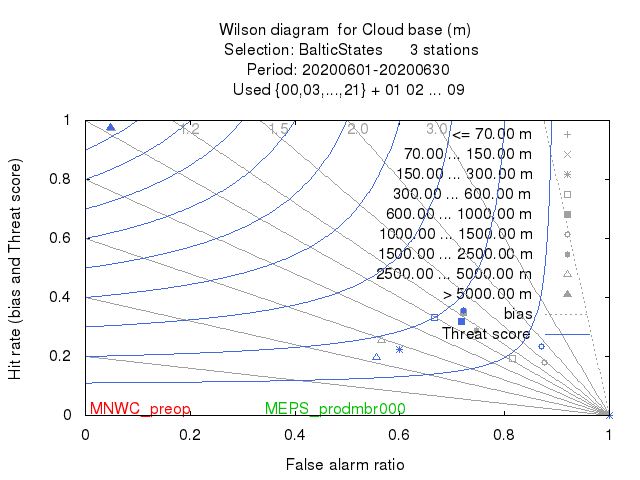 Wilson diagram  for Cloud base (m)
Selection: BalticStates      3 stations
Period: 20200601-20200630
Used {00,03,...,21} + 01 02 ... 09
Hit rate (bias and Threat score)
1
0.8
0.6
0.4
0.2
0
1.2 1.5 2.0 3.0
<= 70.00 m
70.00 ... 150.00 m
150.00 ... 300.00 m
300.00 ... 600.00 m
600.00 ... 1000.00 m
1000.00 ... 1500.00 m
1500.00 ... 2500.00 m
2500.00 ... 5000.00 m
> 5000.00 m
bias
Threat score
MNWC_preop MEPS_prodmbr000
0 0.2 0.4 0.6 0.8 1
False alarm ratio